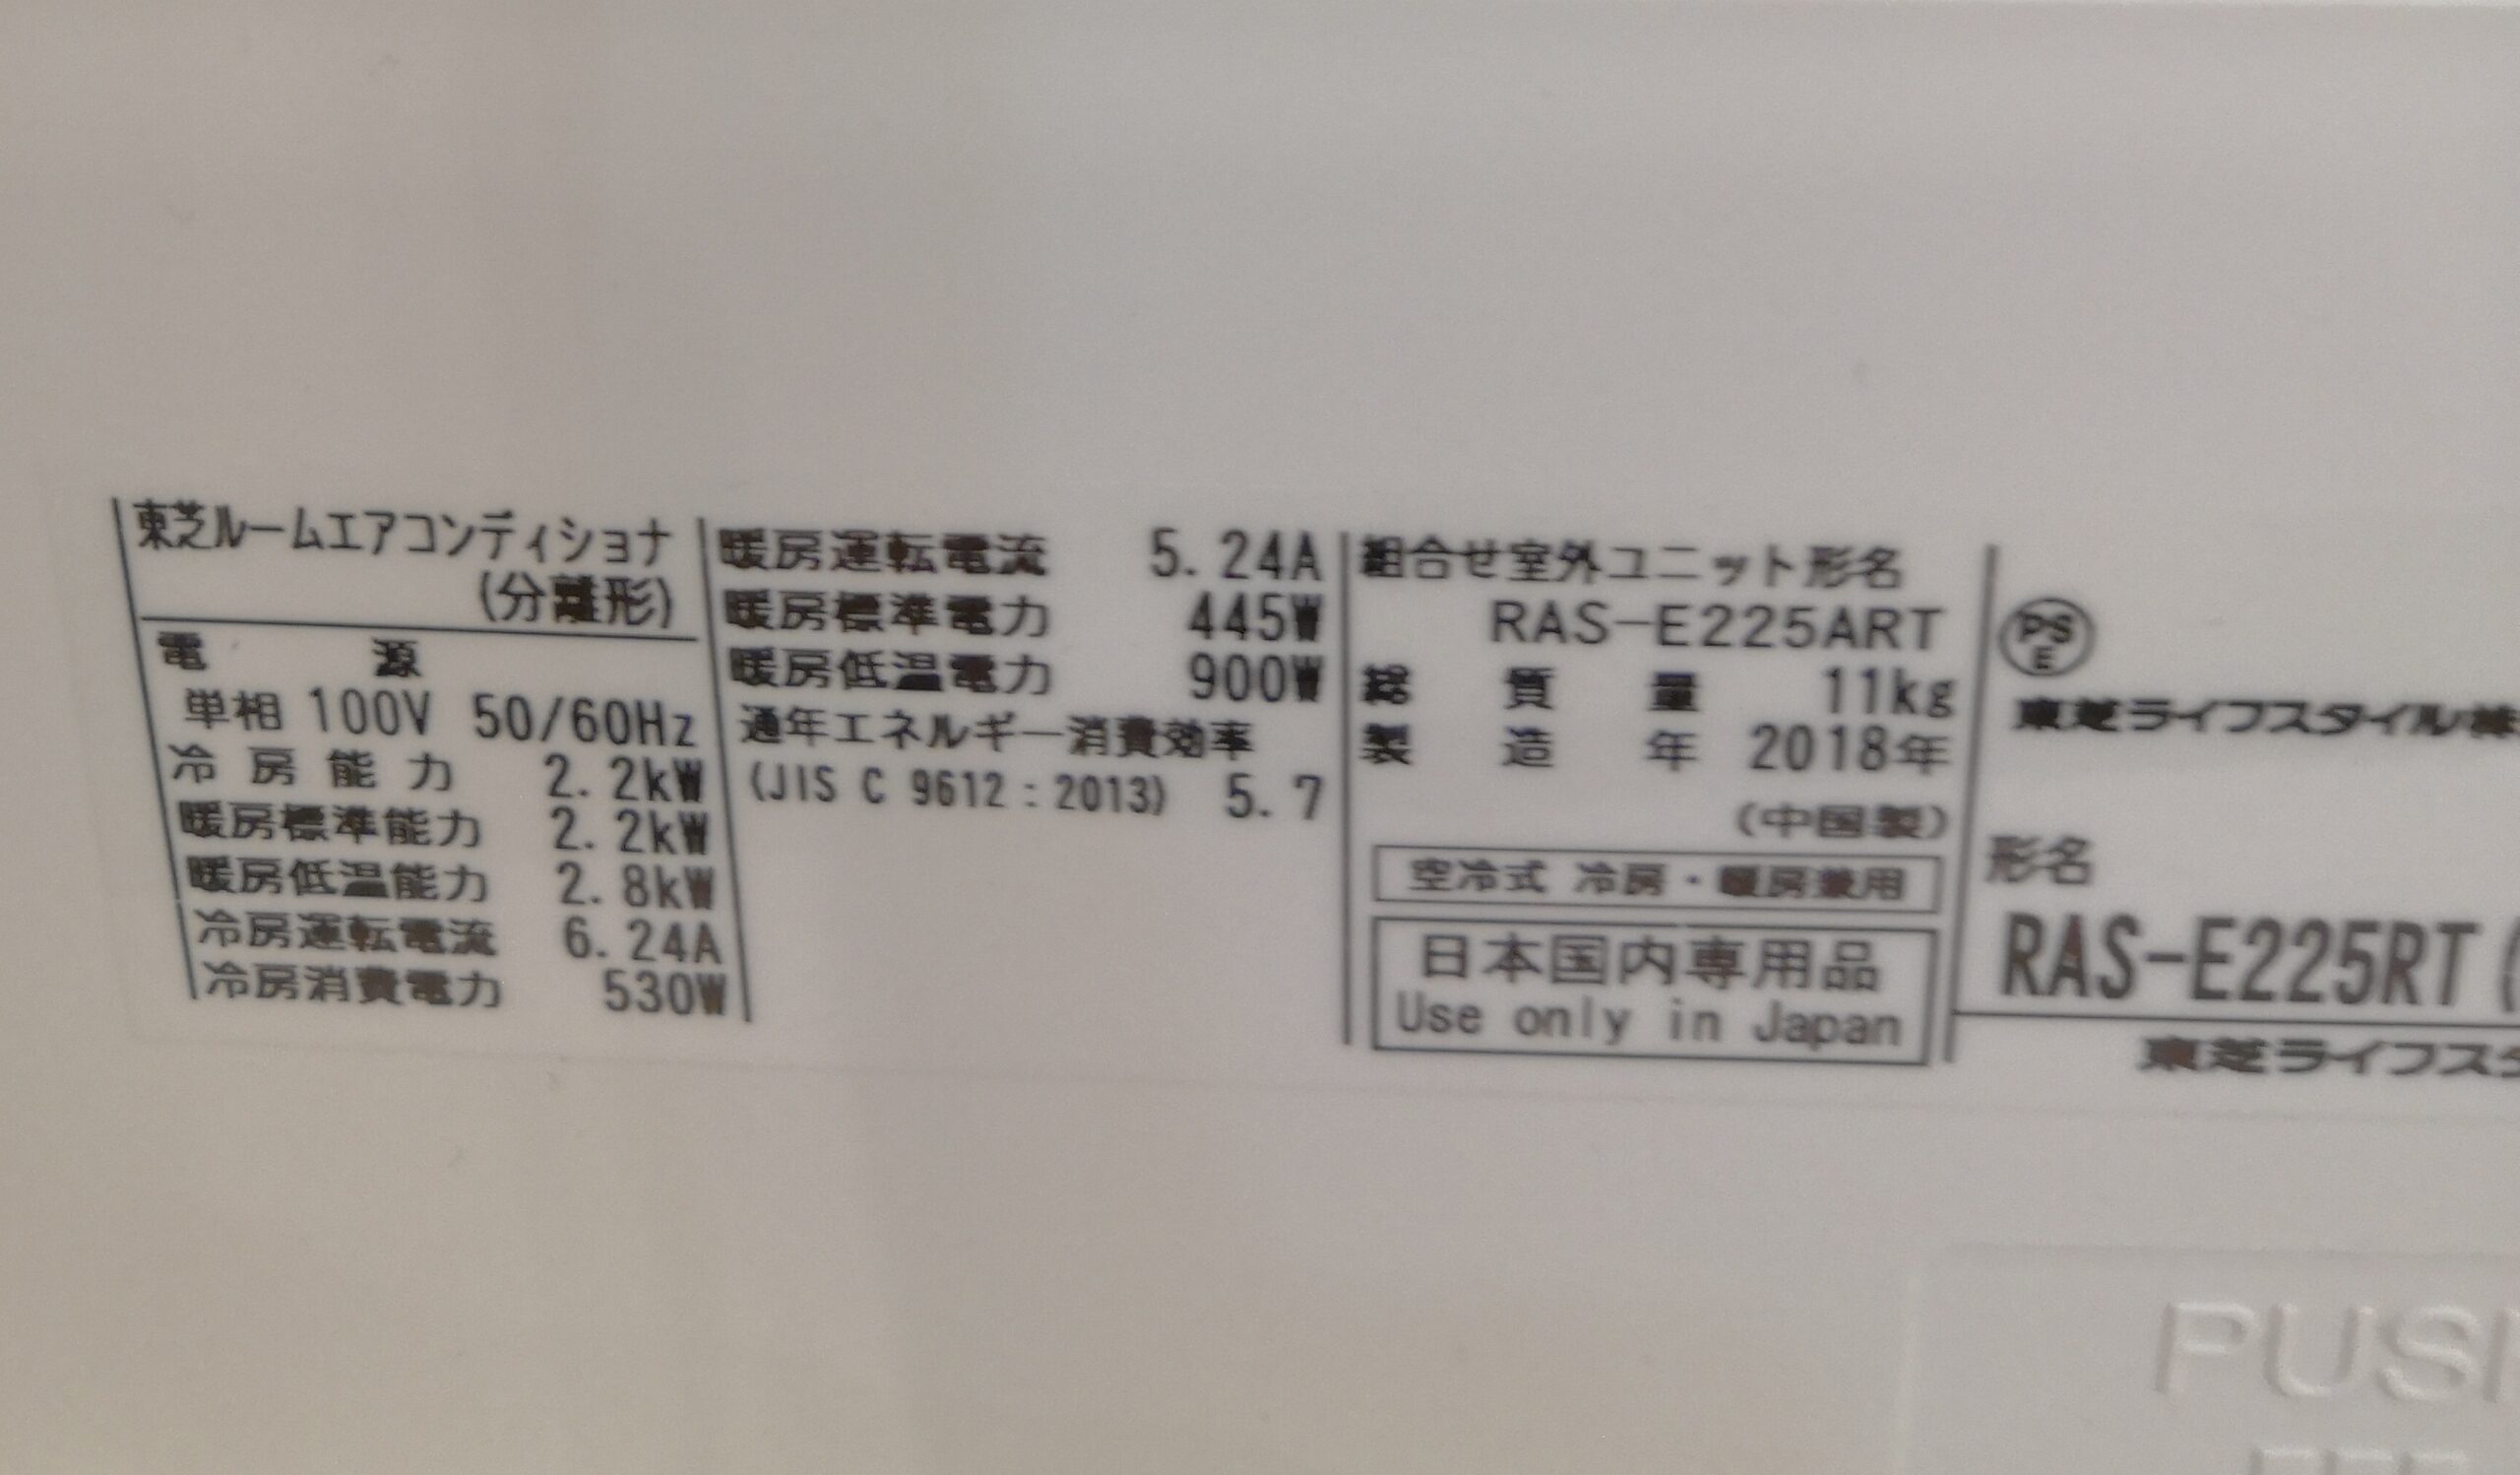 東芝ルームエアコンディショナ
(分離形)
電 源
単相 100V 50/60Hz
冷房能力 2.2kW
暖房標準能力 2.2kW
暖房低温能力 2.8kW
冷房運転電流 6.24A
冷房消費電力 530W
暖房運転電流 5.24A
暖房標準電力 445W
暖房低温電力 900W
通年エネルギー消費効率
(JIS C 9612:2013) 5.7
組合せ室外ユニット形名
RAS-E225ART
総質量 11kg
製造年 2018年
(中国製)
空冷式 冷房・暖房兼用
日本国内専用品
Use only in Japan
PS
E
東芝ライフスタイル株
形名
RAS-E225RT(
東芝ライフスタ
PUSH